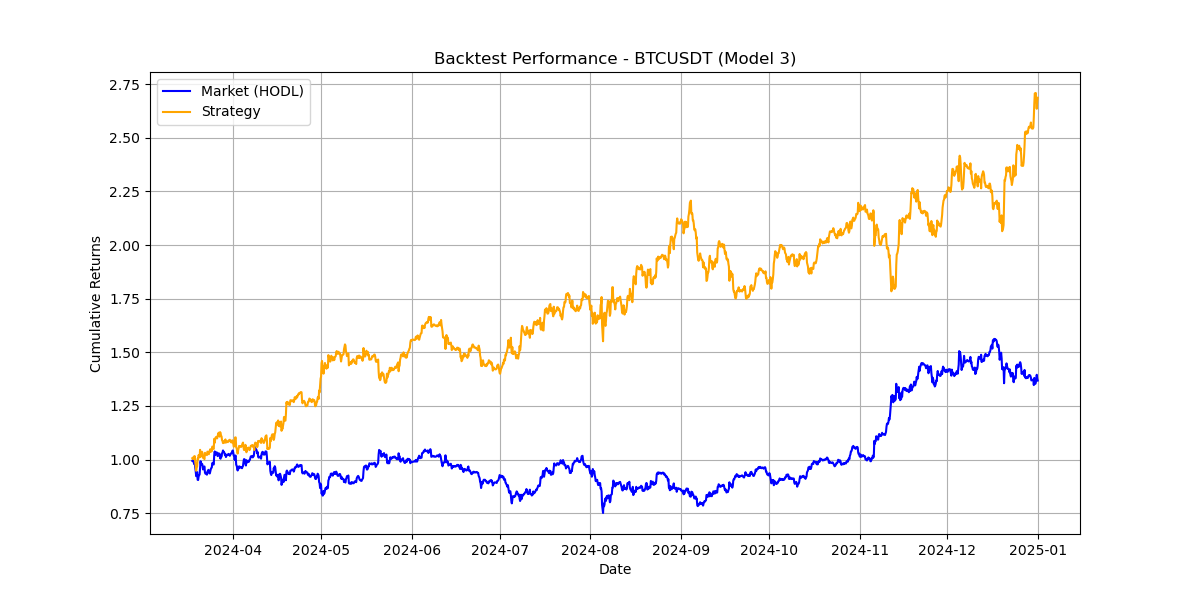 Backtest Performance - BTCUSDT (Model 3)
Market (HODL)
Strategy
Cumulative Returns
2.75
2.50
2.25
2.00
1.75
1.50
1.25
1.00
0.75
2024-04 2024-05 2024-06 2024-07 2024-08 2024-09 2024-10 2024-11 2024-12 2025-01
Date